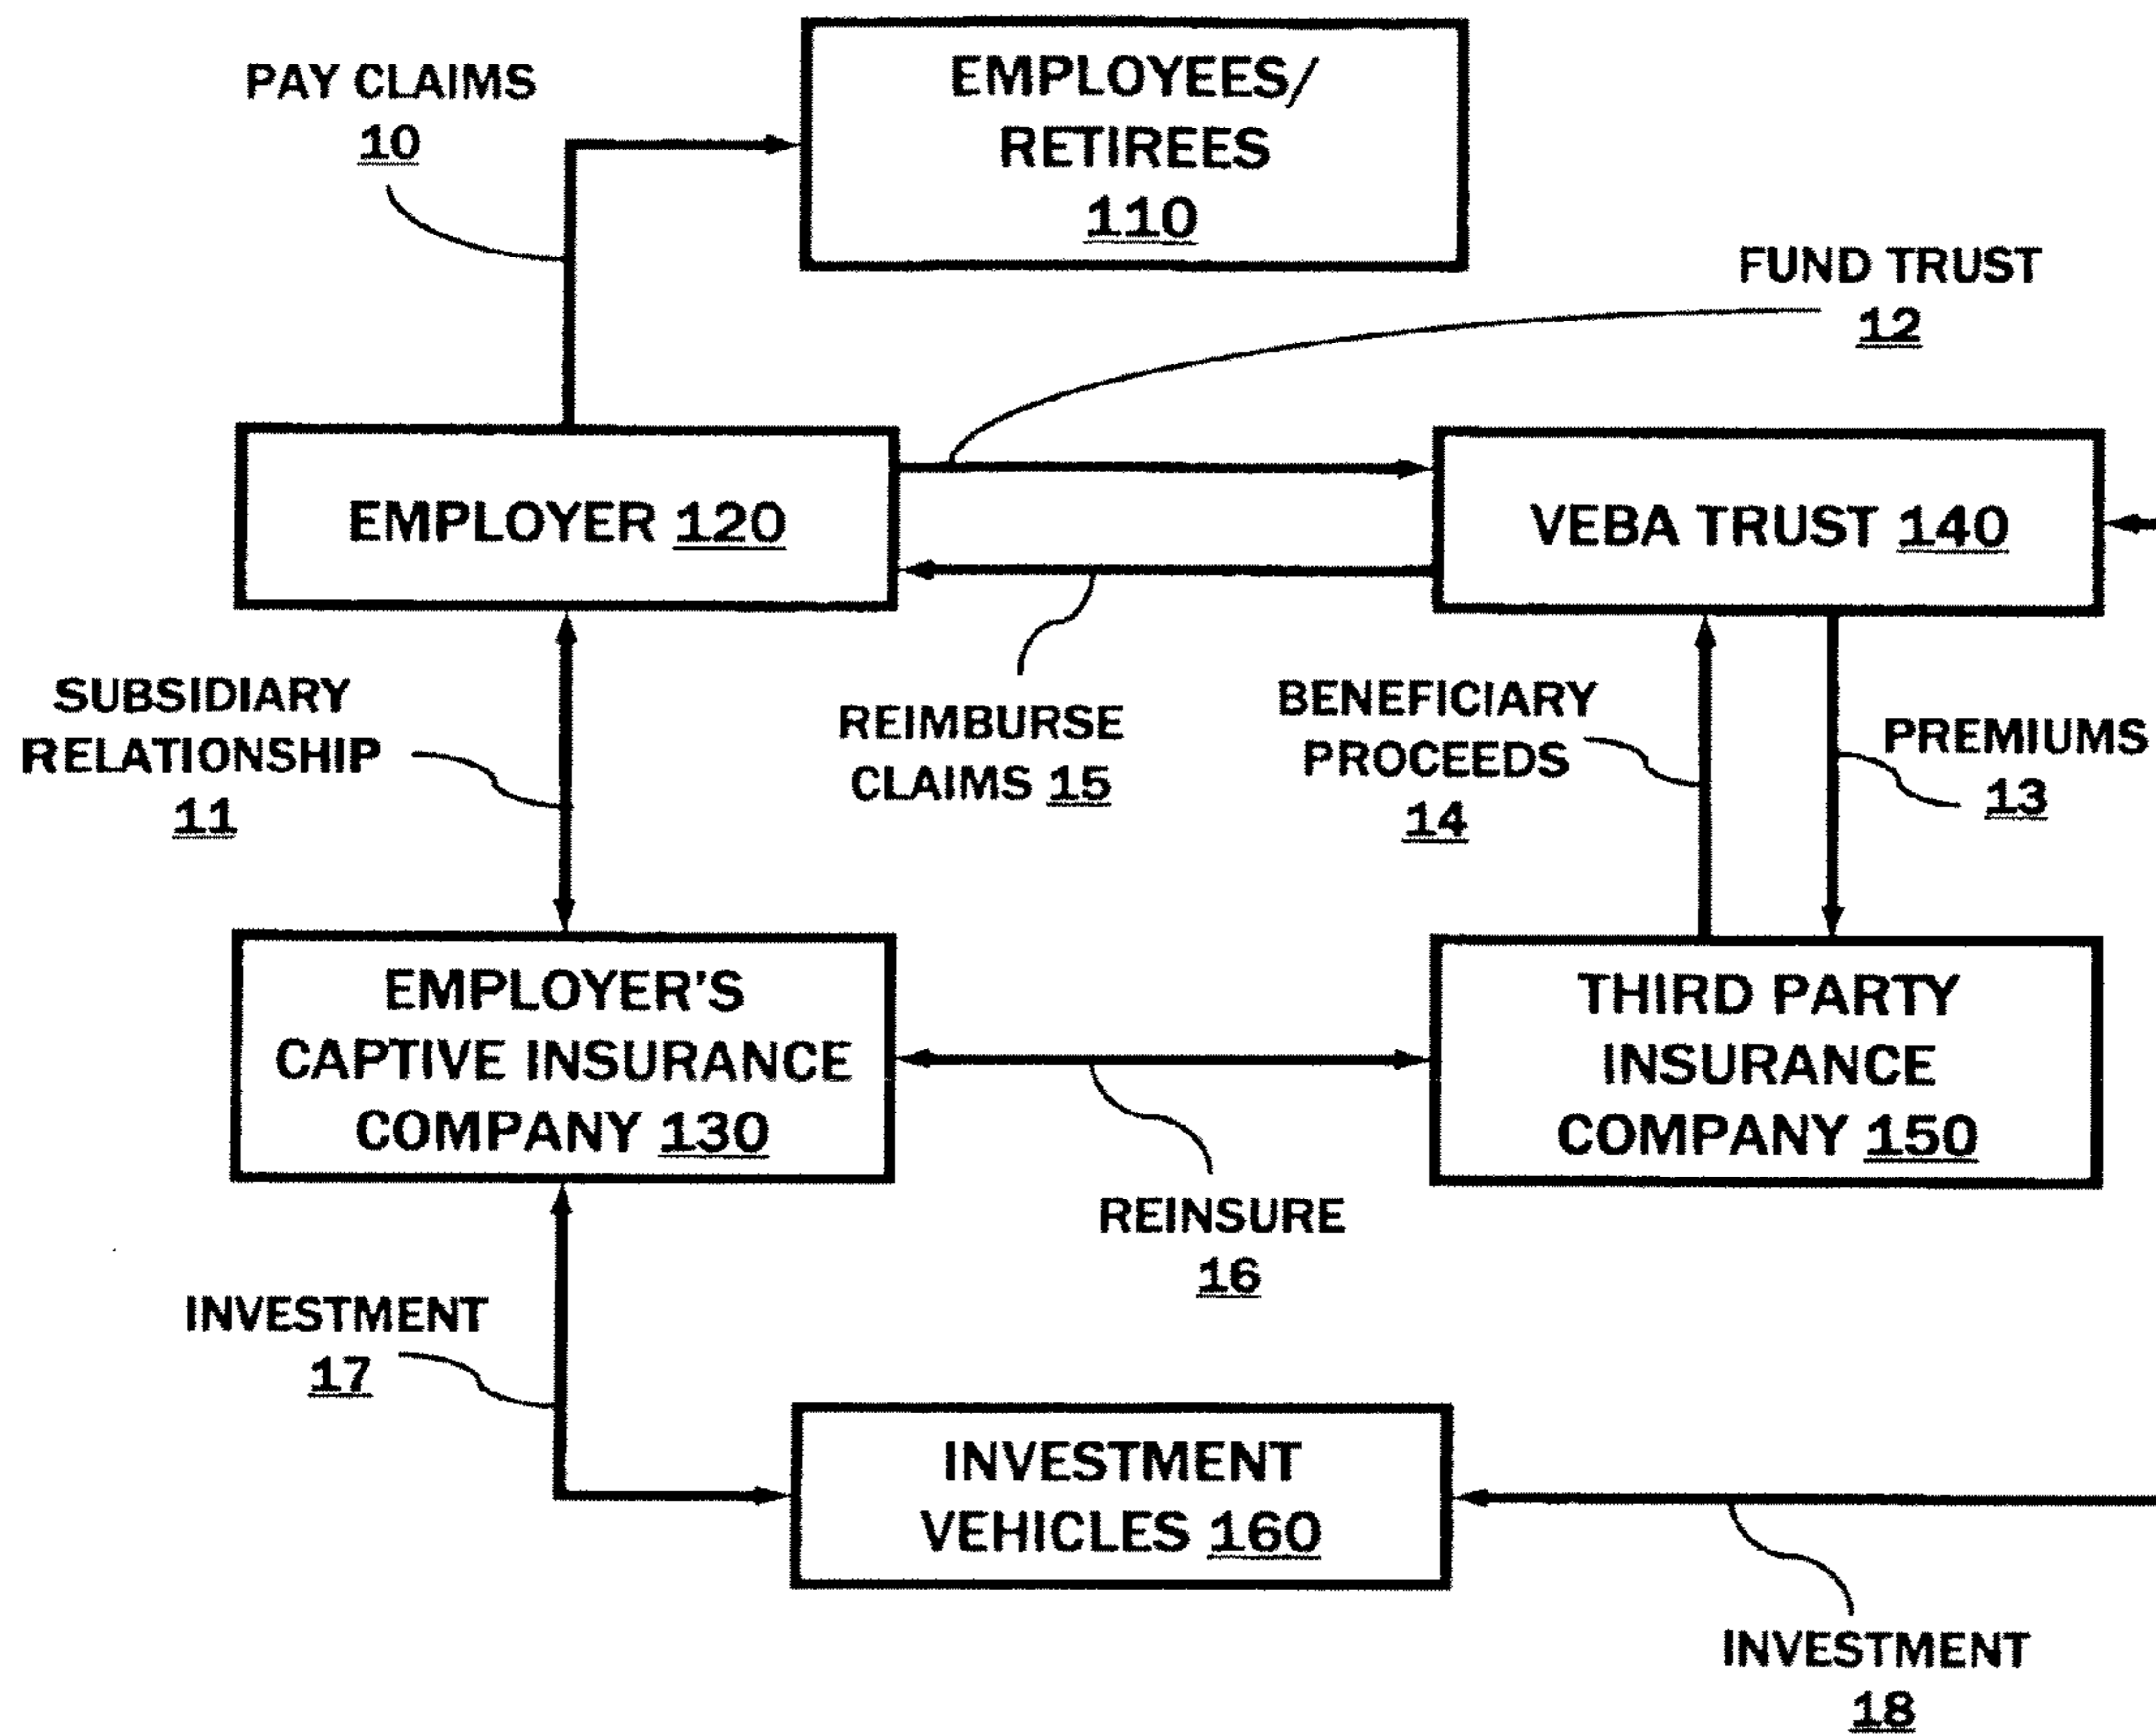 PAY CLAIMS
10
EMPLOYEES/
RETIREES
110
FUND TRUST
12
EMPLOYER 120
VEBA TRUST 140
SUBSIDIARY
RELATIONSHIP
11
REIMBURSE
CLAIMS 15
BENEFICIARY
PROCEEDS
14
PREMIUMS
13
EMPLOYER'S
CAPTIVE INSURANCE
COMPANY 130
THIRD PARTY
INSURANCE
COMPANY 150
REINSURE
16
INVESTMENT
17
INVESTMENT
VEHICLES 160
INVESTMENT
18